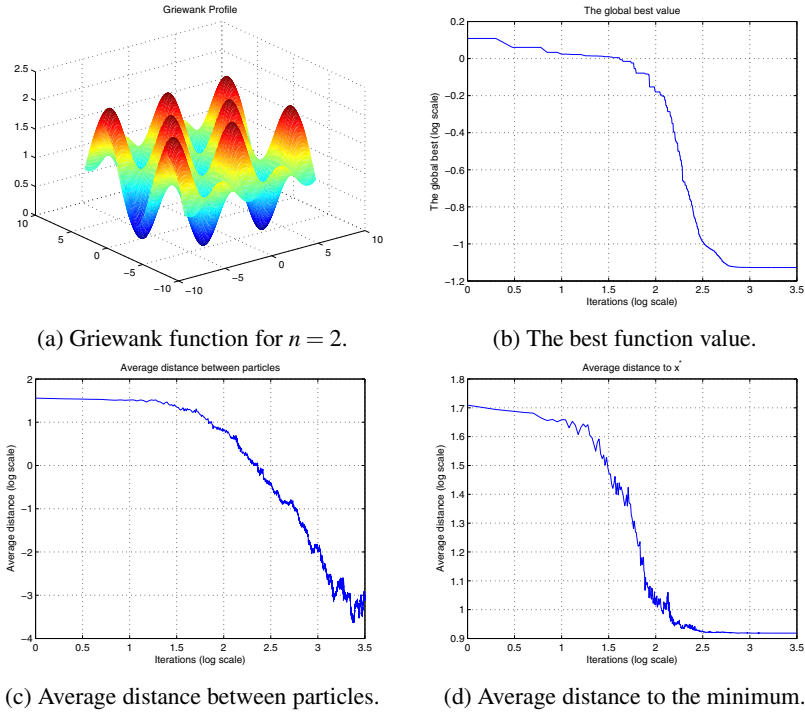 Griewank Profile
2.5
2
1.5
1
0.5
0
10
5
0
−5
−10
−10
−5
0
5
10
(a) Griewank function for n = 2.
The global best value
The global best (log scale)
0.2
0
−0.2
−0.4
−0.6
−0.8
−1
−1.2
0 0.5 1 1.5 2 2.5 3 3.5
Iterations (log scale)
(b) The best function value.
Average distance between particles
Average distance (log scale)
2
1
0
−1
−2
−3
−4
0 0.5 1 1.5 2 2.5 3 3.5
Iterations (log scale)
(c) Average distance between particles.
Average distance to x*
Average distance (log scale)
1.8
1.7
1.6
1.5
1.4
1.3
1.2
1.1
1
0.9
0 0.5 1 1.5 2 2.5 3 3.5
Iterations (log scale)
(d) Average distance to the minimum.